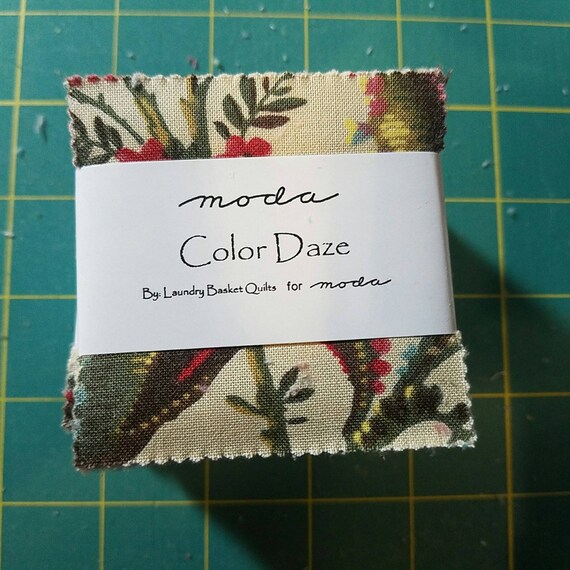 moda
Color Daze
By: Laundry Basket Quilts for moda